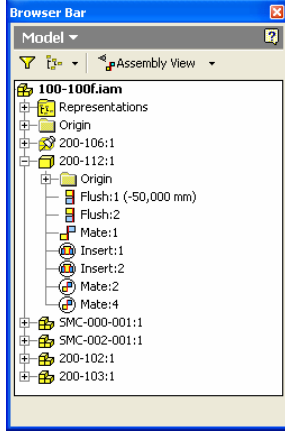 Browser Bar
Model
Assembly View
100-100f.iam
Representations
Origin
200-106:1
200-112:1
Origin
Flush:1 (-50,000 mm)
Flush:2
Mate:1
Insert:1
Insert:2
Mate:2
Mate:4
SMC-000-001:1
SMC-002-001:1
200-102:1
200-103:1